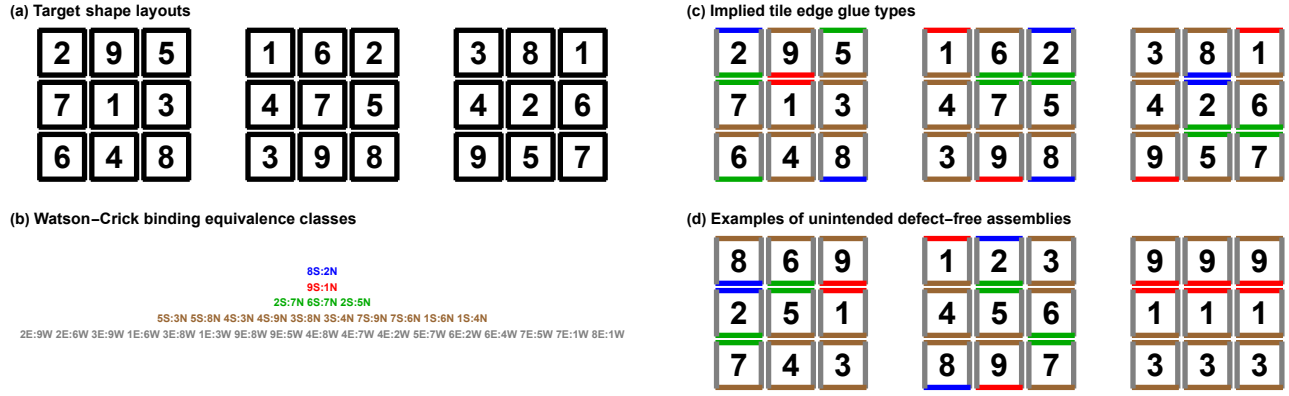 (a) Target shape layouts
2 9 5 1 6 2 3 8 1
7 1 3 4 7 5 4 2 6
6 4 8 3 9 8 9 5 7
(b) Watson–Crick binding equivalence classes
8S:2N
9S:1N
2S:7N 6S:7N 2S:5N
5S:3N 5S:8N 4S:3N 4S:9N 3S:8N 3S:4N 7S:9N 7S:6N 1S:6N 1S:4N
2E:9W 2E:6W 3E:9W 1E:6W 3E:8W 1E:3W 9E:8W 9E:5W 4E:8W 4E:7W 4E:2W 5E:7W 6E:2W 6E:4W 7E:5W 7E:1W 8E:1W
(c) Implied tile edge glue types
2 9 5 1 6 2 3 8 1
7 1 3 4 7 5 4 2 6
6 4 8 3 9 8 9 5 7
(d) Examples of unintended defect–free assemblies
8 6 9 1 2 3 9 9 9
2 5 1 4 5 6 1 1 1
7 4 3 8 9 7 3 3 3